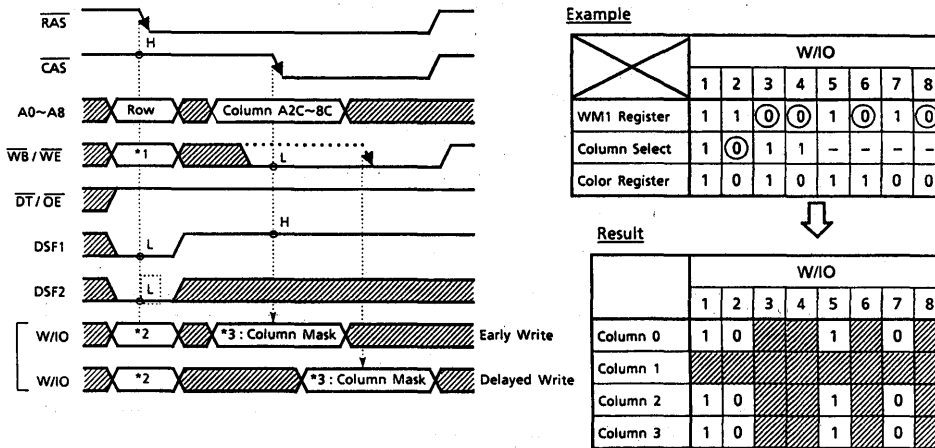 RAS
H
CAS
A0~A8 Row Column A2C~8C
WB / WE *1 L
DT / OE
H
DSF1 L
DSF2 L
W/IO *2 *3 : Column Mask Early Write
W/IO *2 *3 : Column Mask Delayed Write
Example
W/IO
1 2 3 4 5 6 7 8
WM1 Register 1 1 0 0 1 0 1 0
Column Select 1 0 1 1 – – – –
Color Register 1 0 1 0 1 1 0 0
Result
W/IO
1 2 3 4 5 6 7 8
Column 0 1 0 1 0
Column 1
Column 2 1 0 1 0
Column 3 1 0 1 0